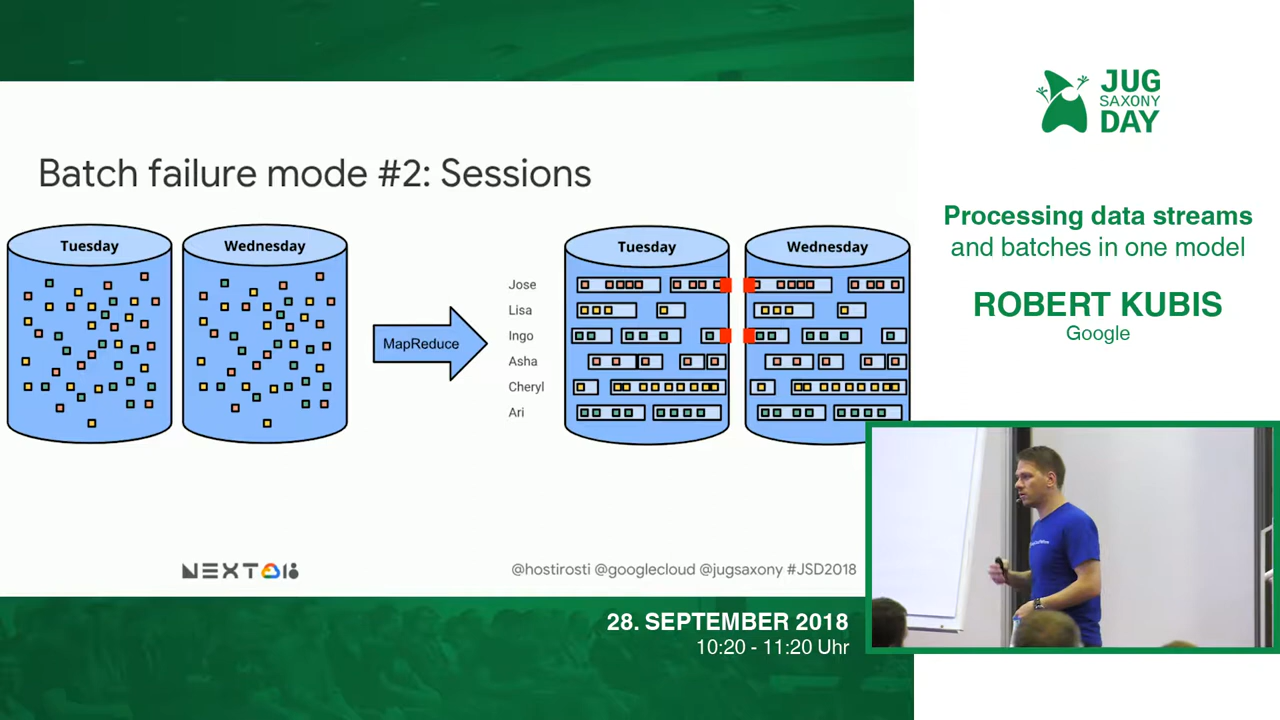 Batch failure mode #2: Sessions
Tuesday
Wednesday
MapReduce
Jose
Lisa
Ingo
Asha
Cheryl
Ari
Tuesday
Wednesday
NEXT18
@hostirosti @googlecloud @jugsaxony #JSD2018
28. SEPTEMBER 2018
10:20 - 11:20 Uhr
JUG
SAXONY
DAY
Processing data streams
and batches in one model
ROBERT KUBIS
Google